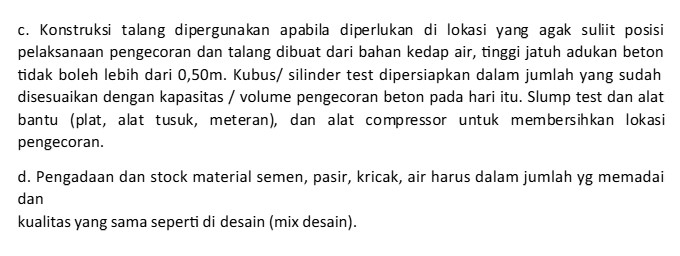 c. Konstruksi talang dipergunakan apabila diperlukan di lokasi yang agak suliit posisi
pelaksanaan pengecoran dan talang dibuat dari bahan kedap air, tinggi jatuh adukan beton
tidak boleh lebih dari 0,50m. Kubus/ silinder test dipersiapkan dalam jumlah yang sudah
disesuaikan dengan kapasitas / volume pengecoran beton pada hari itu. Slump test dan alat
bantu (plat, alat tusuk, meteran), dan alat compressor untuk membersihkan lokasi
pengecoran.
d. Pengadaan dan stock material semen, pasir, kricak, air harus dalam jumlah yg memadai
dan
kualitas yang sama seperti di desain (mix desain).